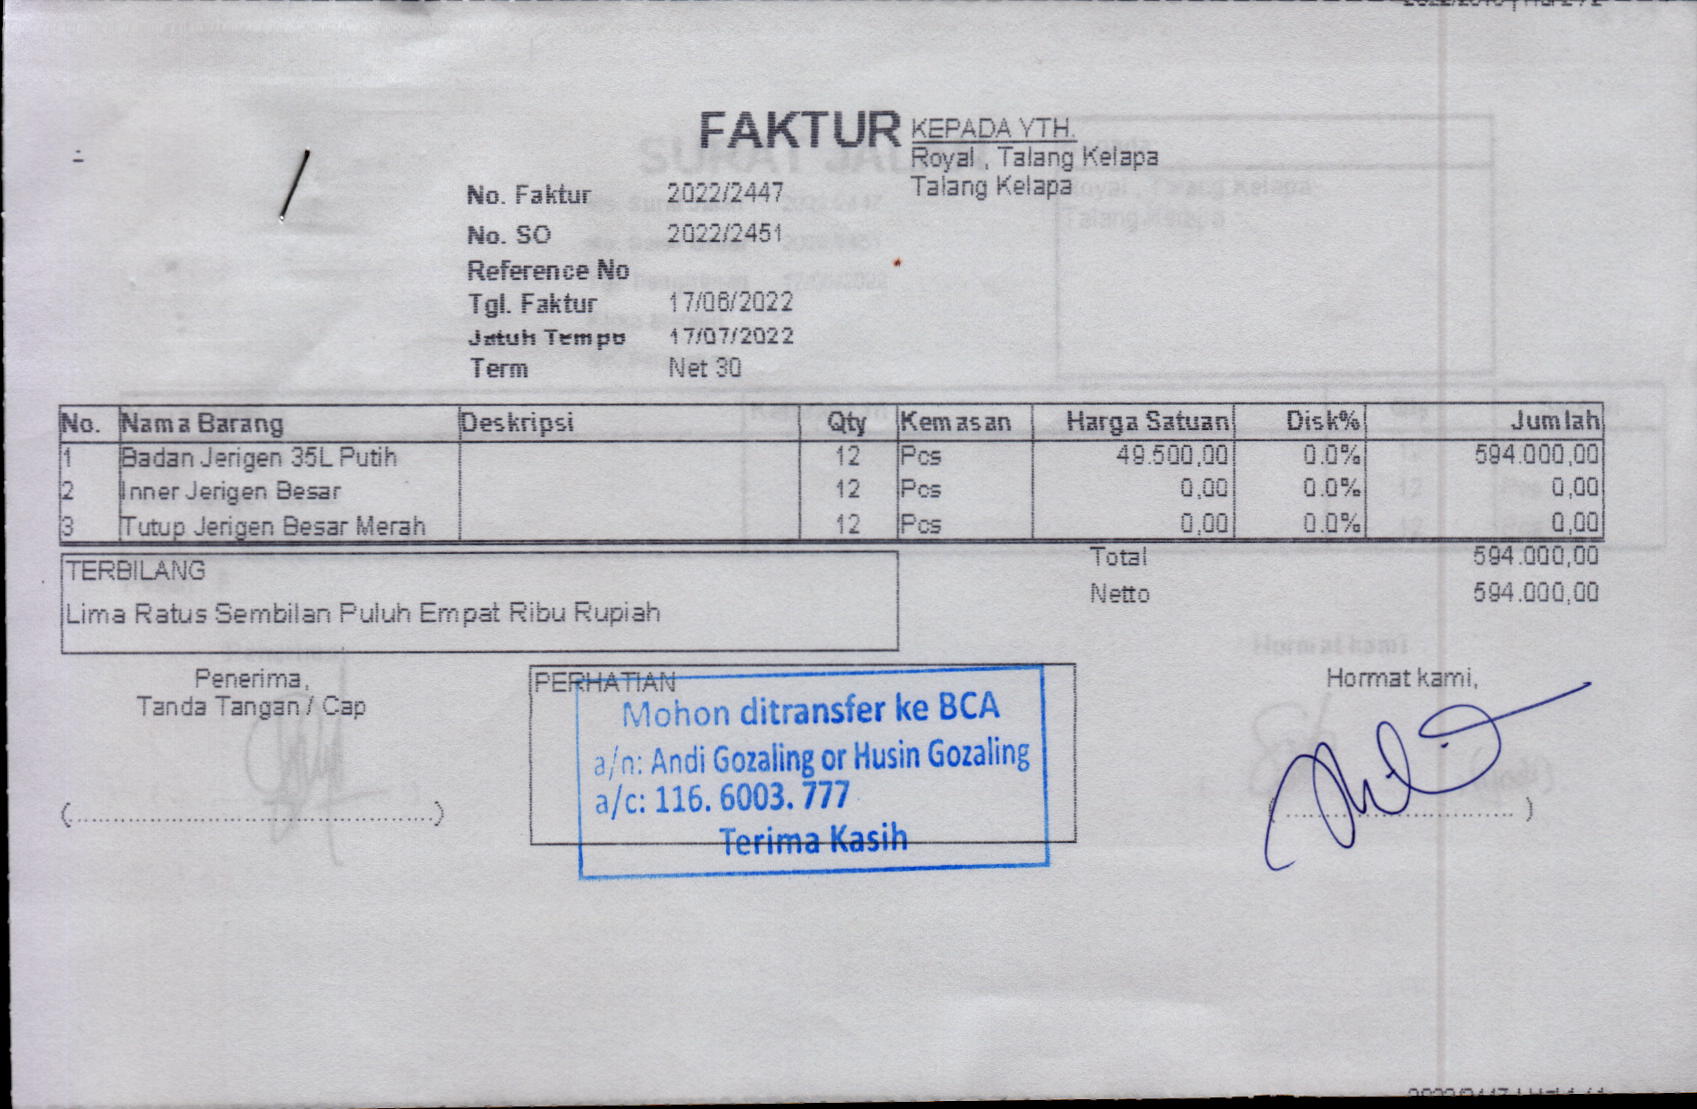 FAKTUR
KEPADA YTH.
Royal , Talang Kelapa
Talang Kelapa
No. Faktur 2022/2447
No. SO 2022/2451
Reference No
Tgl. Faktur 17/06/2022
Jatuh Tempo 17/07/2022
Term Net 30
No. Nama Barang Deskripsi Qty Kemasan Harga Satuan Disk% Jumlah
1 Badan Jerigen 35L Putih 12 Pcs 49.500,00 0.0% 594.000,00
2 Inner Jerigen Besar 12 Pcs 0,00 0.0% 0,00
3 Tutup Jerigen Besar Merah 12 Pcs 0,00 0.0% 0,00
TERBILANG
Lima Ratus Sembilan Puluh Empat Ribu Rupiah
Total 594.000,00
Netto 594.000,00
Penerima,
Tanda Tangan / Cap
(........................................)
PERHATIAN
Mohon ditransfer ke BCA
a/n: Andi Gozaling or Husin Gozaling
a/c: 116. 6003. 777
Terima Kasih
Hormat kami,
(.............................. )